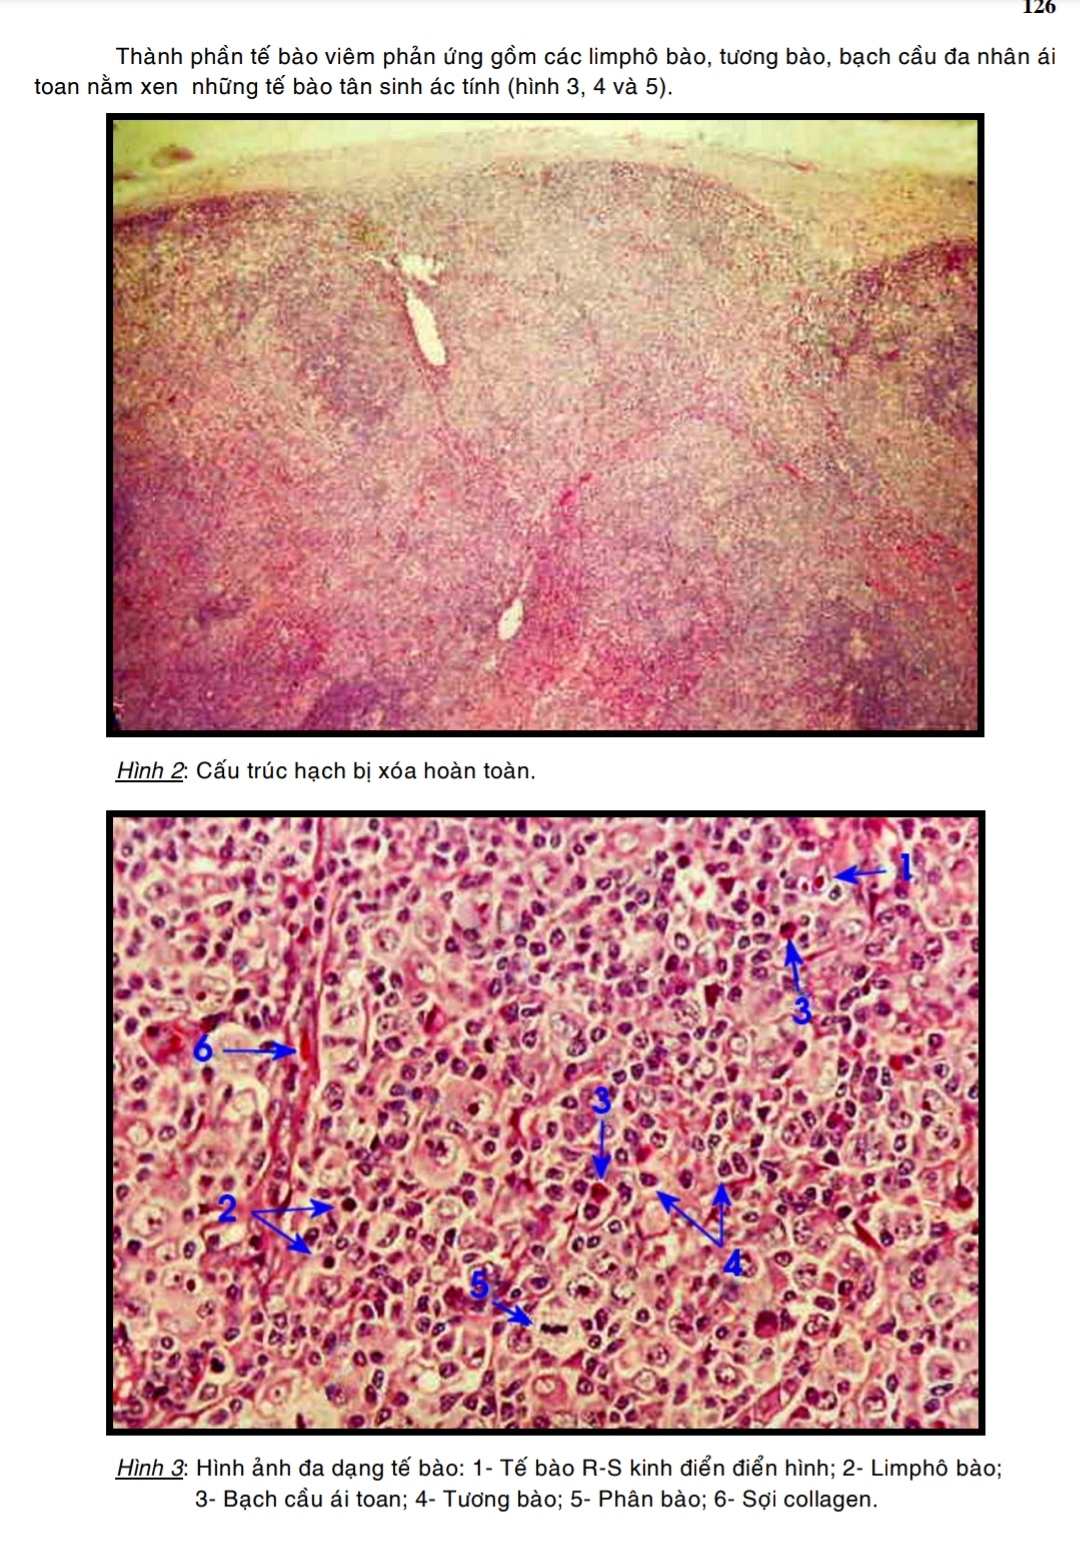 126
Thành phần tế bào viêm phản ứng gồm các limphô bào, tương bào, bạch cầu đa nhân ái
toan nằm xen những tế bào tân sinh ác tính (hình 3, 4 và 5).
Hình 2: Cấu trúc hạch bị xóa hoàn toàn.
1
3
6
3
2
4
5
Hình 3: Hình ảnh đa dạng tế bào: 1- Tế bào R-S kinh điển điển hình; 2- Limphô bào;
3- Bạch cầu ái toan; 4- Tương bào; 5- Phân bào; 6- Sợi collagen.